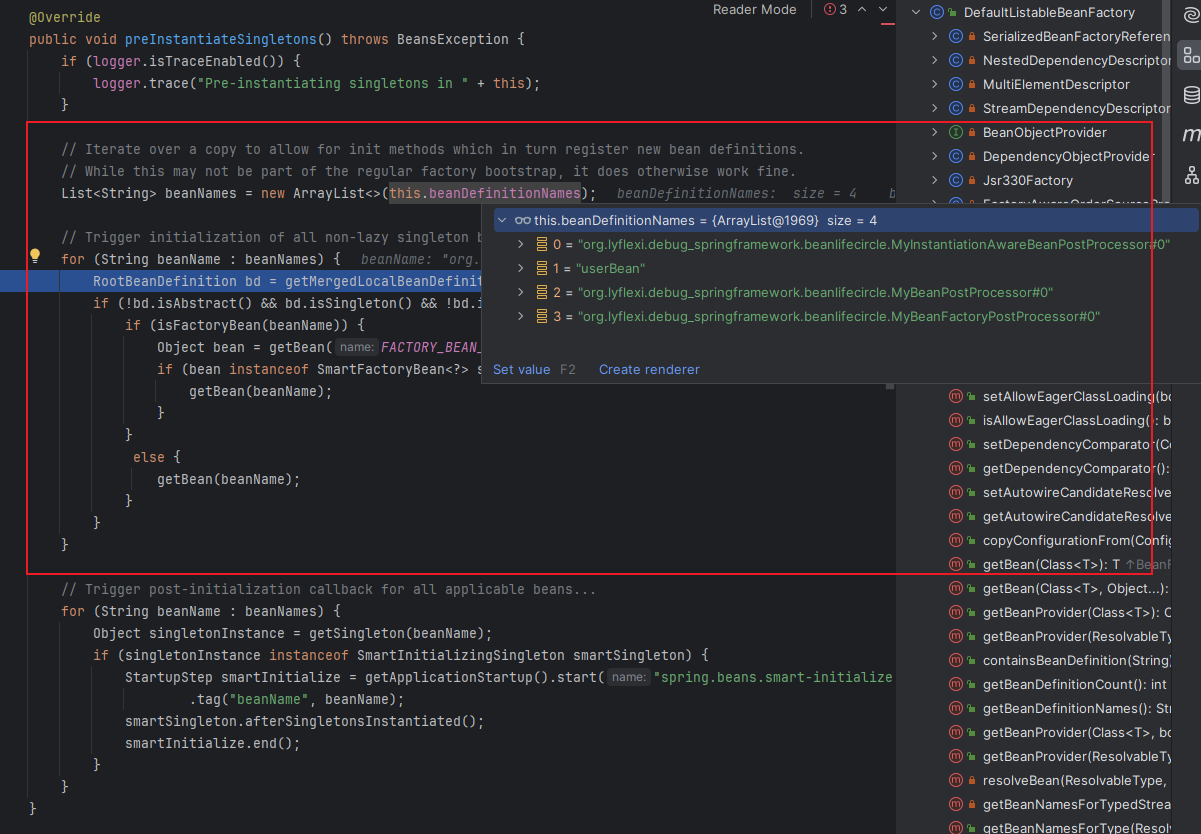 @Override
public void preInstantiateSingletons() throws BeansException {
if (logger.isTraceEnabled()) {
logger.trace("Pre-instantiating singletons in " + this);
}
// Iterate over a copy to allow for init methods which in turn register new bean definitions.
// While this may not be part of the regular factory bootstrap, it does otherwise work fine.
List<String> beanNames = new ArrayList<>(this.beanDefinitionNames); beanDefinitionNames: size = 4 b
// Trigger initialization of all non-lazy singleton b
for (String beanName : beanNames) { beanName: "org.
RootBeanDefinition bd = getMergedLocalBeanDefinit
if (!bd.isAbstract() && bd.isSingleton() && !bd.i
if (isFactoryBean(beanName)) {
Object bean = getBean( name: FACTORY_BEAN_
if (bean instanceof SmartFactoryBean<?> s
getBean(beanName);
}
}
else {
getBean(beanName);
}
}
}
// Trigger post-initialization callback for all applicable beans...
for (String beanName : beanNames) {
Object singletonInstance = getSingleton(beanName);
if (singletonInstance instanceof SmartInitializingSingleton smartSingleton) {
StartupStep smartInitialize = getApplicationStartup().start( name: "spring.beans.smart-initialize
.tag("beanName", beanName);
smartSingleton.afterSingletonsInstantiated();
smartInitialize.end();
}
}
}
Reader Mode
3
this.beanDefinitionNames = {ArrayList@1969} size = 4
0 = "org.lyflexi.debug_springframework.beanlifecircle.MyInstantiationAwareBeanPostProcessor#0"
1 = "userBean"
2 = "org.lyflexi.debug_springframework.beanlifecircle.MyBeanPostProcessor#0"
3 = "org.lyflexi.debug_springframework.beanlifecircle.MyBeanFactoryPostProcessor#0"
Set value F2 Create renderer
DefaultListableBeanFactory
SerializedBeanFactoryReferen
NestedDependencyDescriptor
MultiElementDescriptor
StreamDependencyDescriptor
BeanObjectProvider
DependencyObjectProvider
Jsr330Factory
FactoryAwareOrderSourcePro
setAllowEagerClassLoading(bo
isAllowEagerClassLoading(): b
setDependencyComparator(Co
getDependencyComparator():
setAutowireCandidateResolve
getAutowireCandidateResolve
copyConfigurationFrom(Config
getBean(Class<T>): T ↑BeanF
getBean(Class<T>, Object...):
getBeanProvider(Class<T>): O
getBeanProvider(ResolvableTy
containsBeanDefinition(String)
getBeanDefinitionCount(): int
getBeanDefinitionNames(): Str
getBeanProvider(Class<T>, bo
getBeanProvider(ResolvableTy
resolveBean(ResolvableType,
getBeanNamesForTypedStrea
getBeanNamesForType(Resol